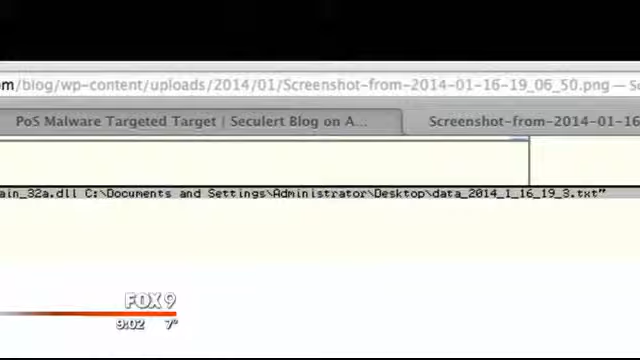 om/blog/wp-content/uploads/2014/01/Screenshot-from-2014-01-16-19_06_50.png — Sc
PoS Malware Targeted Target | Seculert Blog on A...
Screenshot-from-2014-01-16
ain_32a.dll C:\Documents and Settings\Administrator\Desktop\data_2014_1_16_19_3.txt"
FOX 9
9:02 7°